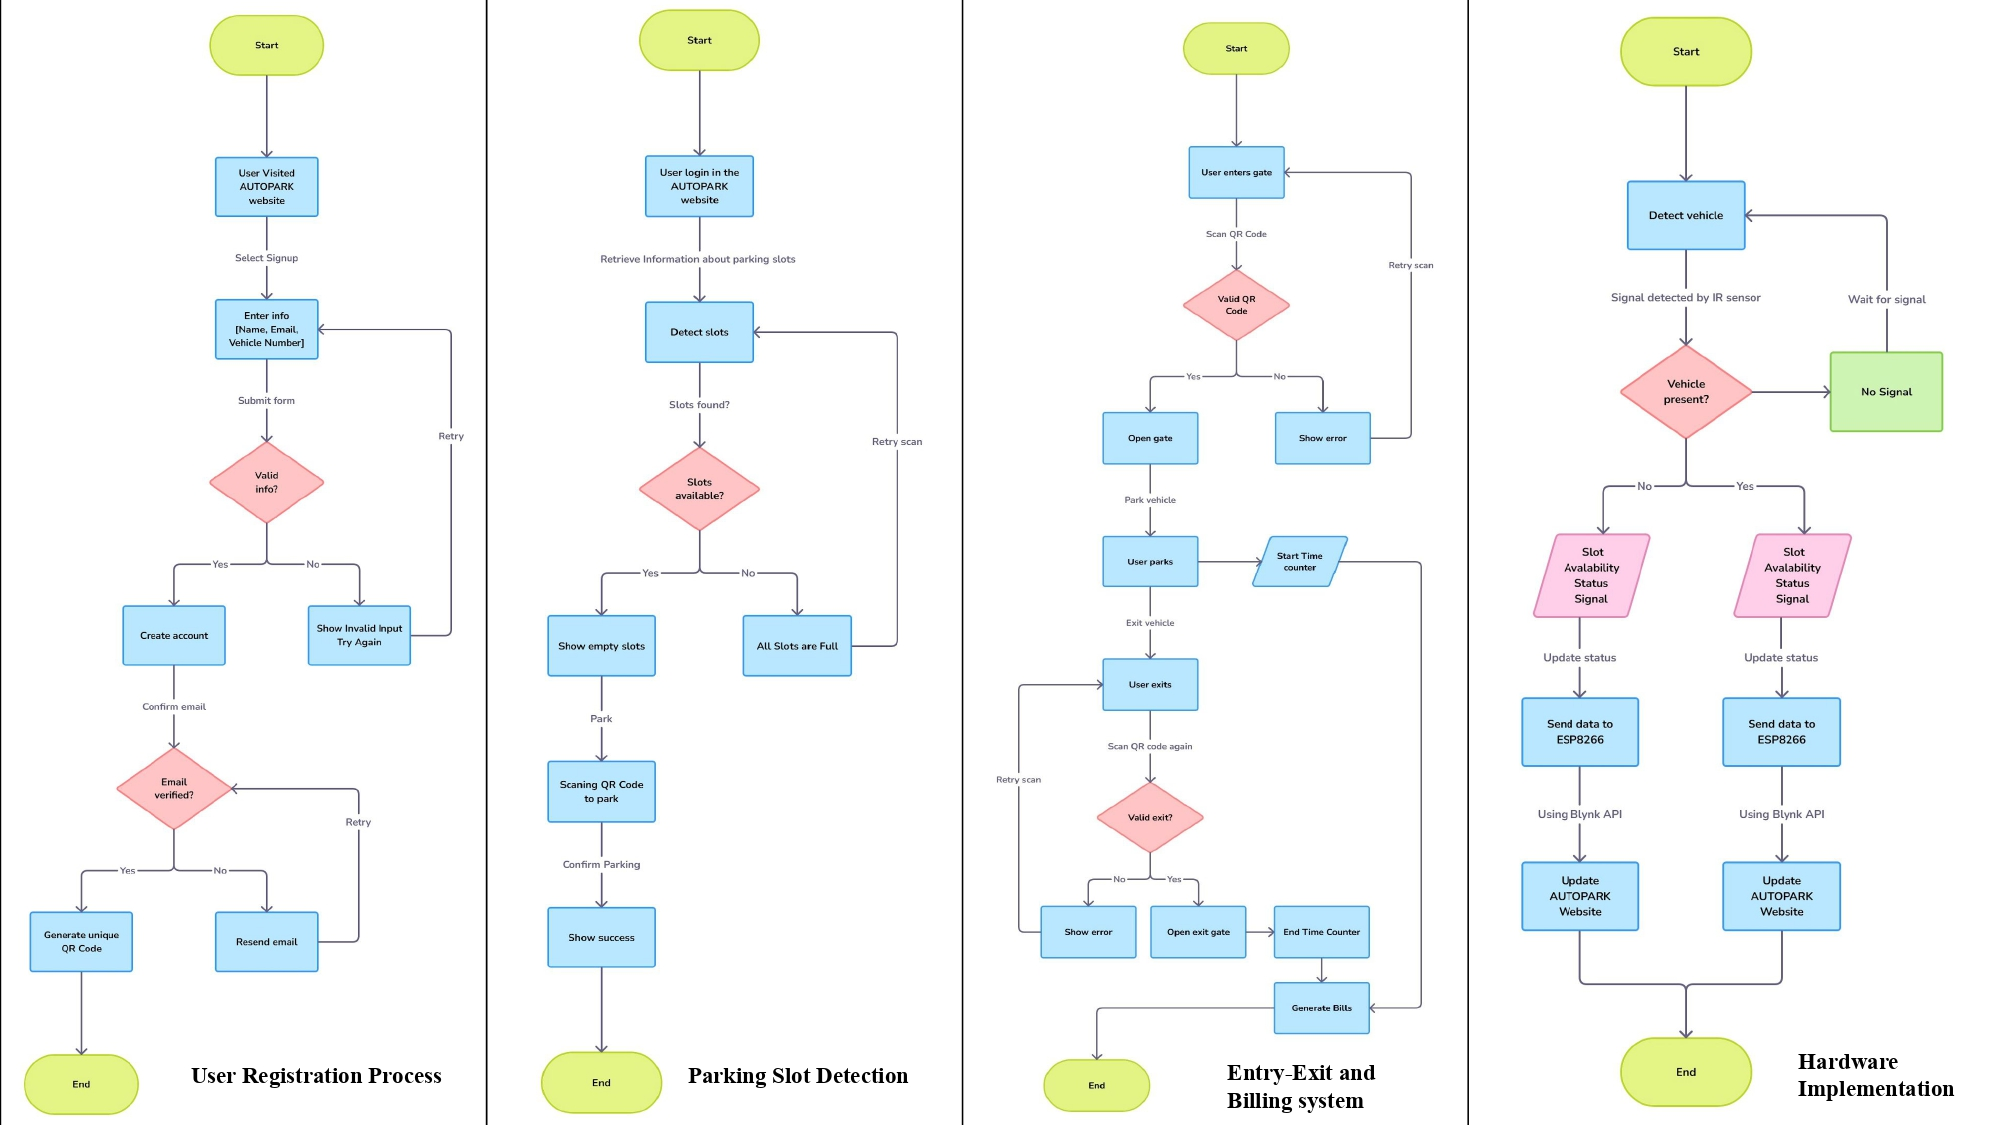 Start
User Visited
AUTOPARK
website
Select Signup
Enter info
[Name, Email,
Vehicle Number]
Submit form
Retry
Valid
info?
Yes
No
Create account
Show Invalid Input
Try Again
Confirm email
Email
verified?
Retry
Yes
No
Generate unique
QR Code
Resend email
End
User Registration Process
Start
User login in the
AUTOPARK
website
Retrieve Information about parking slots
Detect slots
Slots found?
Retry scan
Slots
available?
Yes
No
Show empty slots
All Slots are Full
Park
Scaning QR Code
to park
Confirm Parking
Show success
End
Parking Slot Detection
Start
User enters gate
Scan QR Code
Retry scan
Valid QR
Code
Yes
No
Open gate
Show error
Park vehicle
User parks
Start Time
counter
Exit vehicle
User exits
Scan QR code again
Retry scan
Valid exit?
No
Yes
Show error
Open exit gate
End Time Counter
Generate Bills
End
Entry-Exit and
Billing system
Start
Detect vehicle
Signal detected by IR sensor
Wait for signal
Vehicle
present?
No Signal
No
Yes
Slot
Avalability
Status
Signal
Slot
Avalability
Status
Signal
Update status
Update status
Send data to
ESP8266
Send data to
ESP8266
Using Blynk API
Using Blynk API
Update
AUTOPARK
Website
Update
AUTOPARK
Website
End
Hardware
Implementation